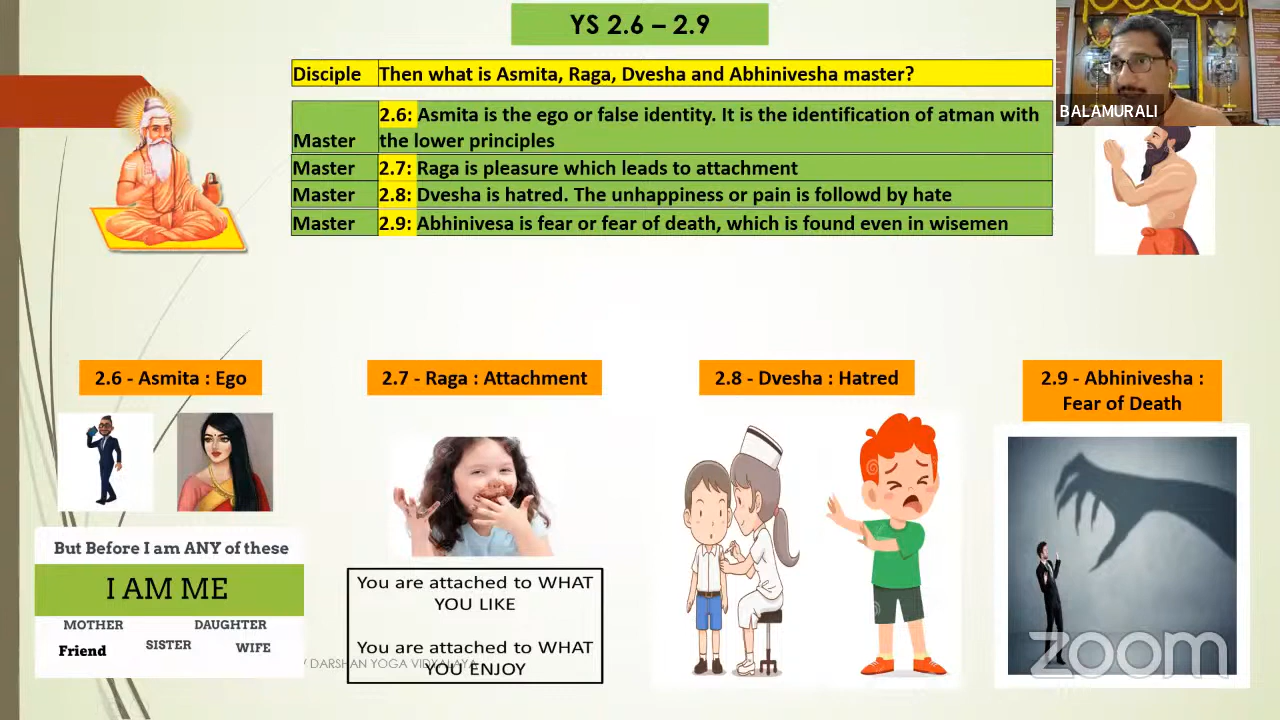 YS 2.6 – 2.9
Disciple Then what is Asmita, Raga, Dvesha and Abhinivesha master?
BALAMURALI
2.6: Asmita is the ego or false identity. It is the identification of atman with
Master the lower principles
Master 2.7: Raga is pleasure which leads to attachment
Master 2.8: Dvesha is hatred. The unhappiness or pain is followd by hate
Master 2.9: Abhinivesa is fear or fear of death, which is found even in wisemen
2.6 - Asmita : Ego
2.7 - Raga : Attachment
2.8 - Dvesha : Hatred
2.9 - Abhinivesha :
Fear of Death
But Before I am ANY of these
I AM ME
MOTHER DAUGHTER
Friend SISTER WIFE
You are attached to WHAT
YOU LIKE
You are attached to WHAT
YOU ENJOY
/ DARSHAN YOGA VIDYALAYA
zoom